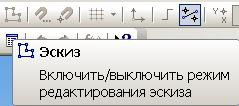 Эскиз
Включить/выключить режим
редактирования эскиза